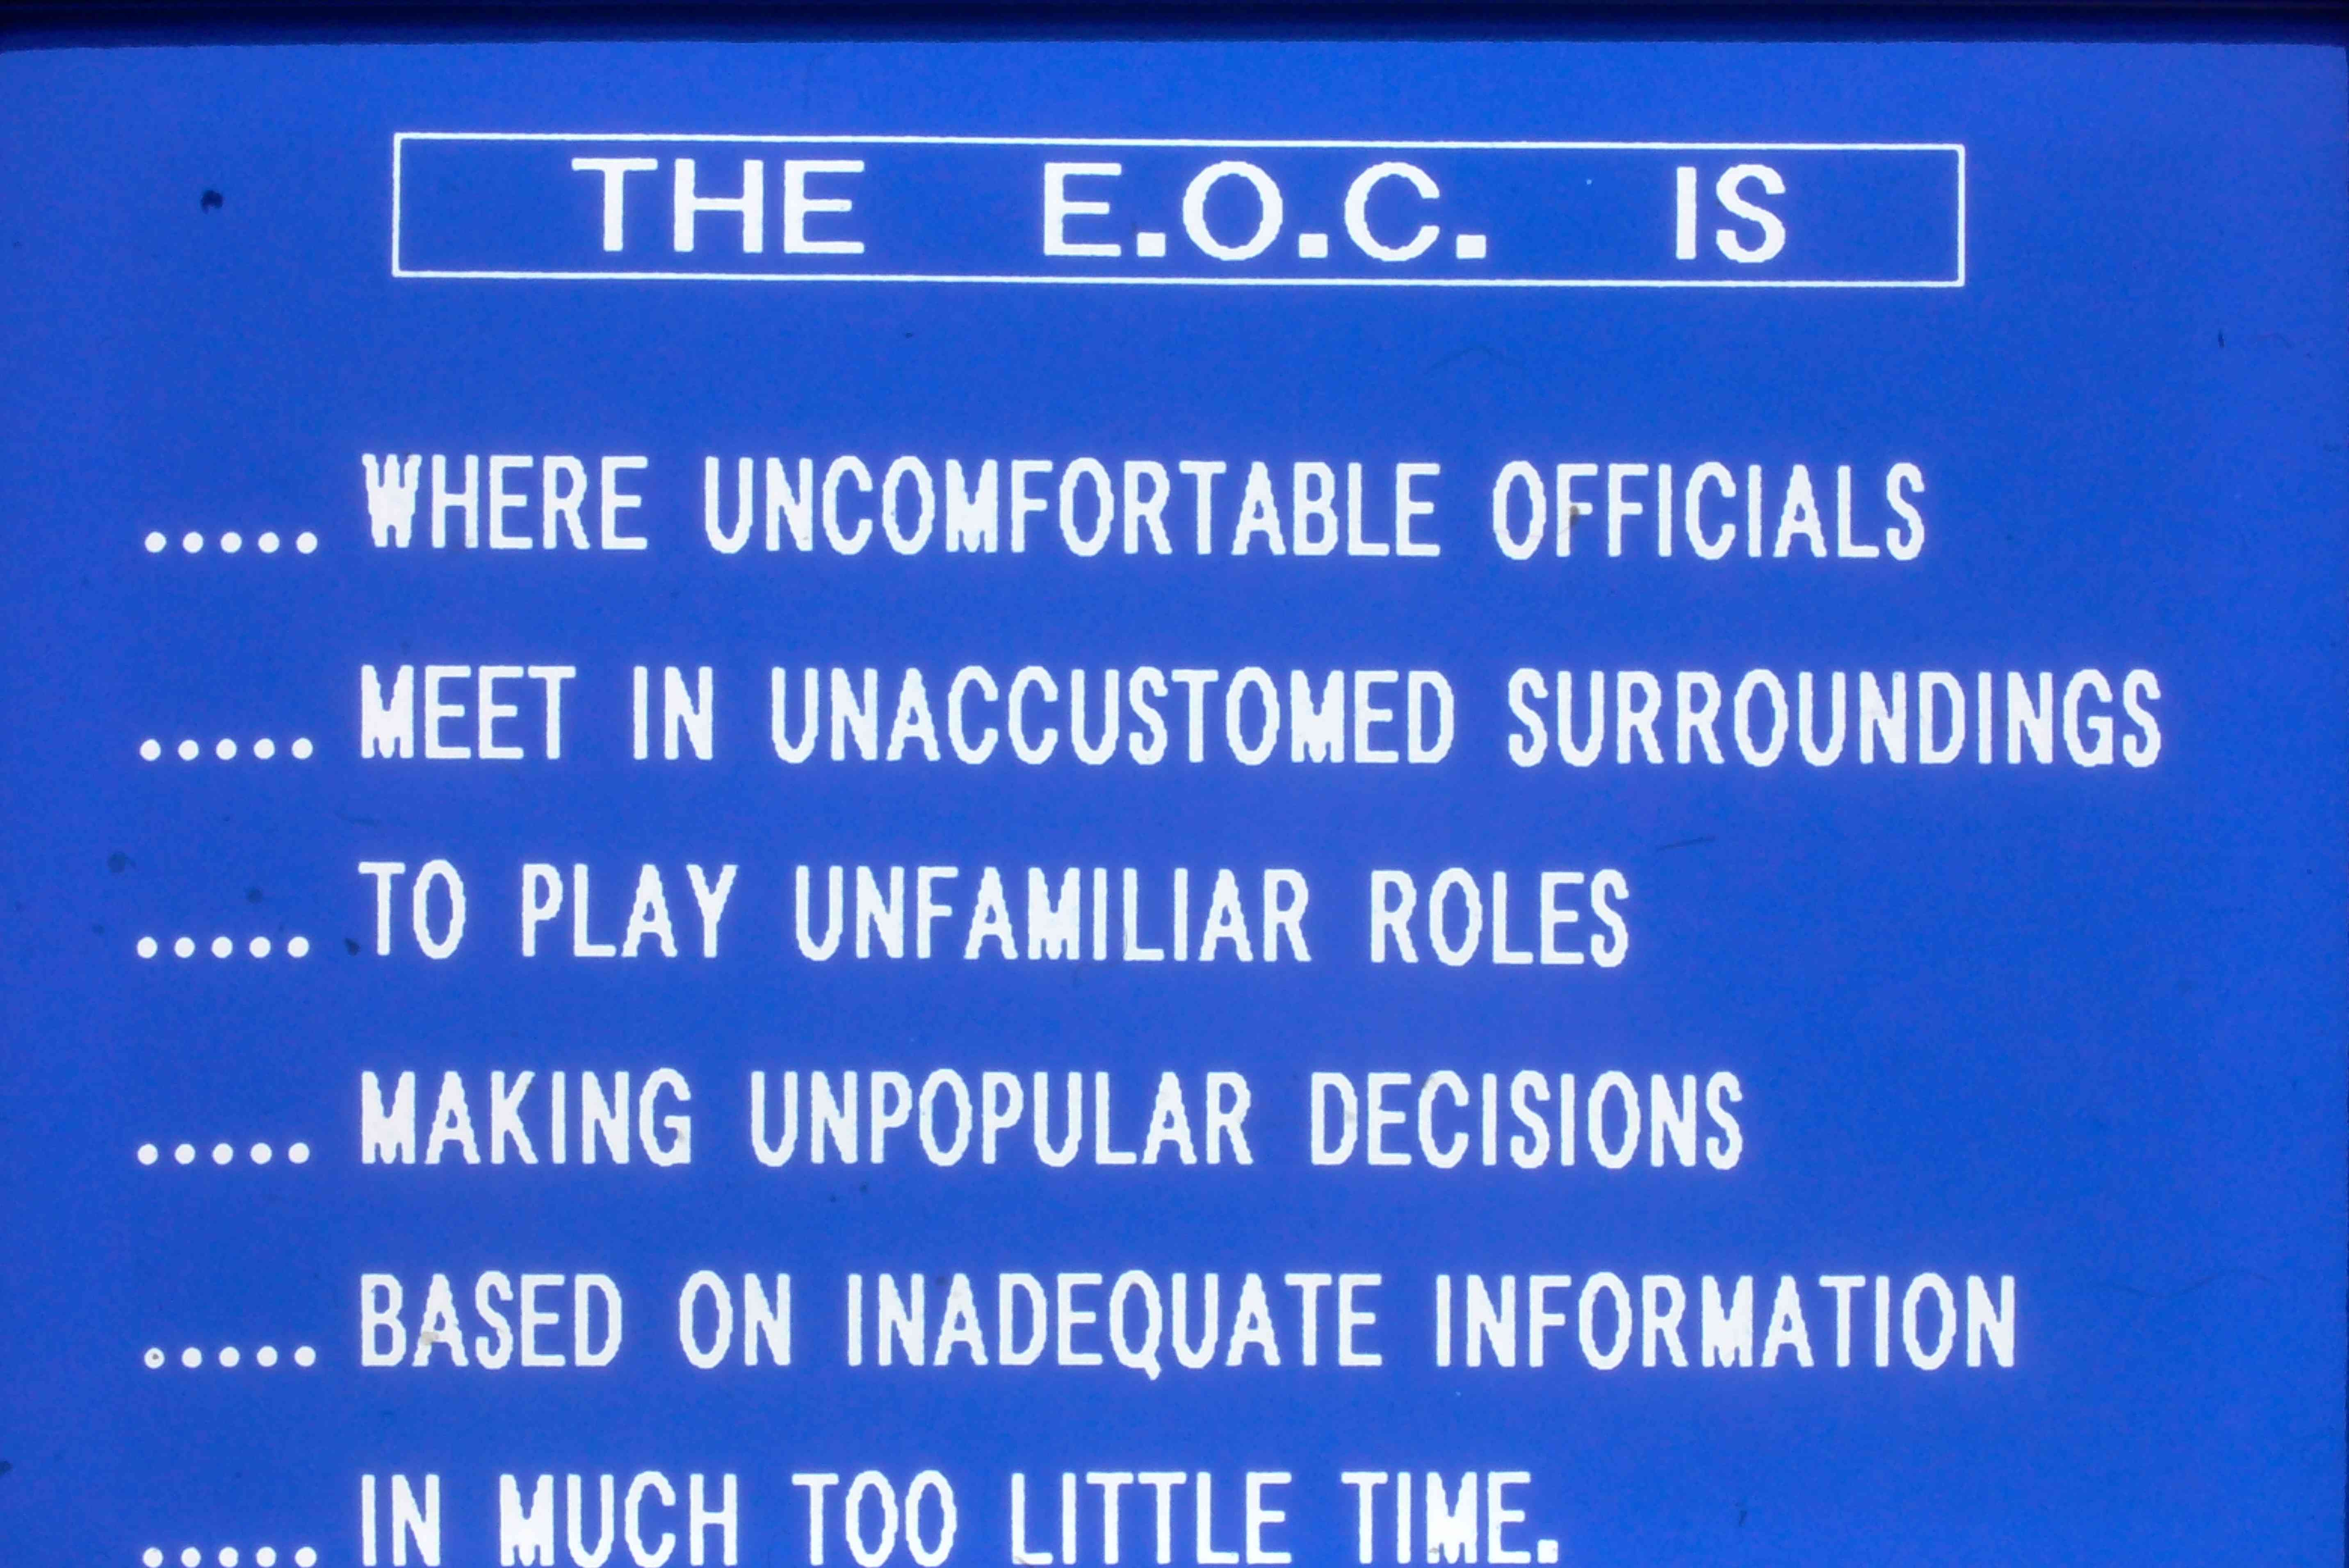 THE E.O.C. IS
..... WHERE UNCOMFORTABLE OFFICIALS
..... MEET IN UNACCUSTOMED SURROUNDINGS
..... TO PLAY UNFAMILIAR ROLES
..... MAKING UNPOPULAR DECISIONS
..... BASED ON INADEQUATE INFORMATION
..... IN MUCH TOO LITTLE TIME.